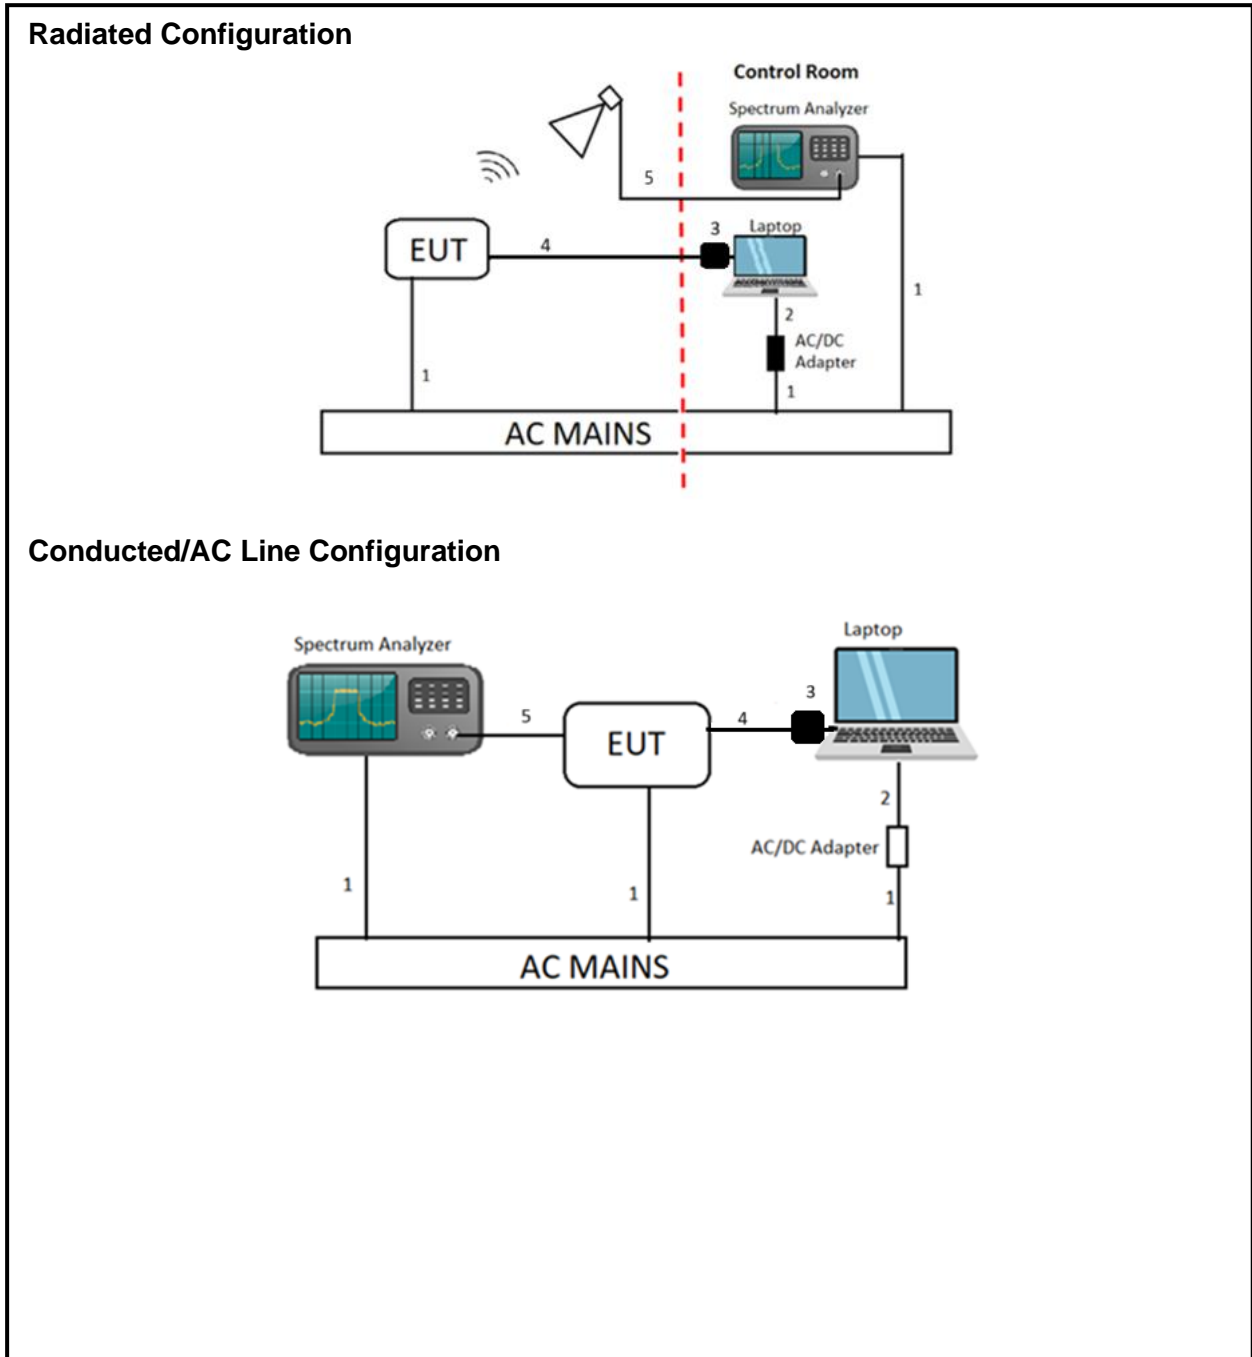 Radiated Configuration
Control Room
Spectrum Analyzer
5
3
Laptop
EUT
4
1
2
AC/DC
Adapter
1
1
AC MAINS
Conducted/AC Line Configuration
Laptop
Spectrum Analyzer
3
5
4
EUT
2
AC/DC Adapter
1
1
1
AC MAINS